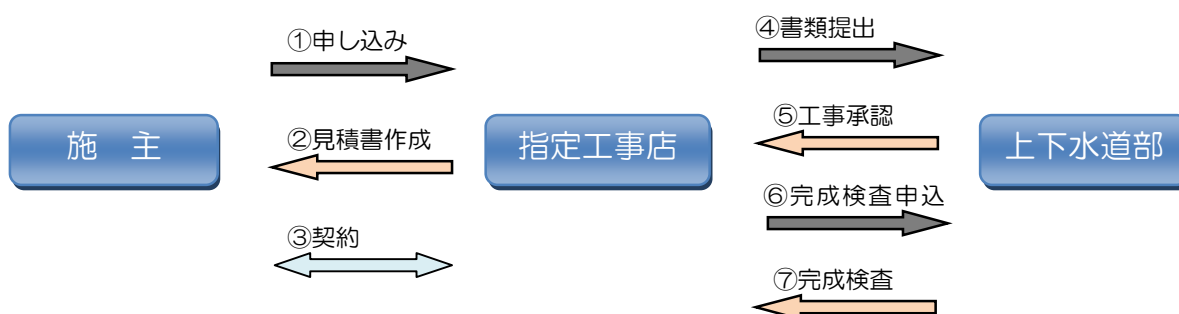 ①申し込み
④書類提出
②見積書作成
⑤工事承認
施 主
指定工事店
上下水道部
③契約
⑥完成検査申込
⑦完成検査